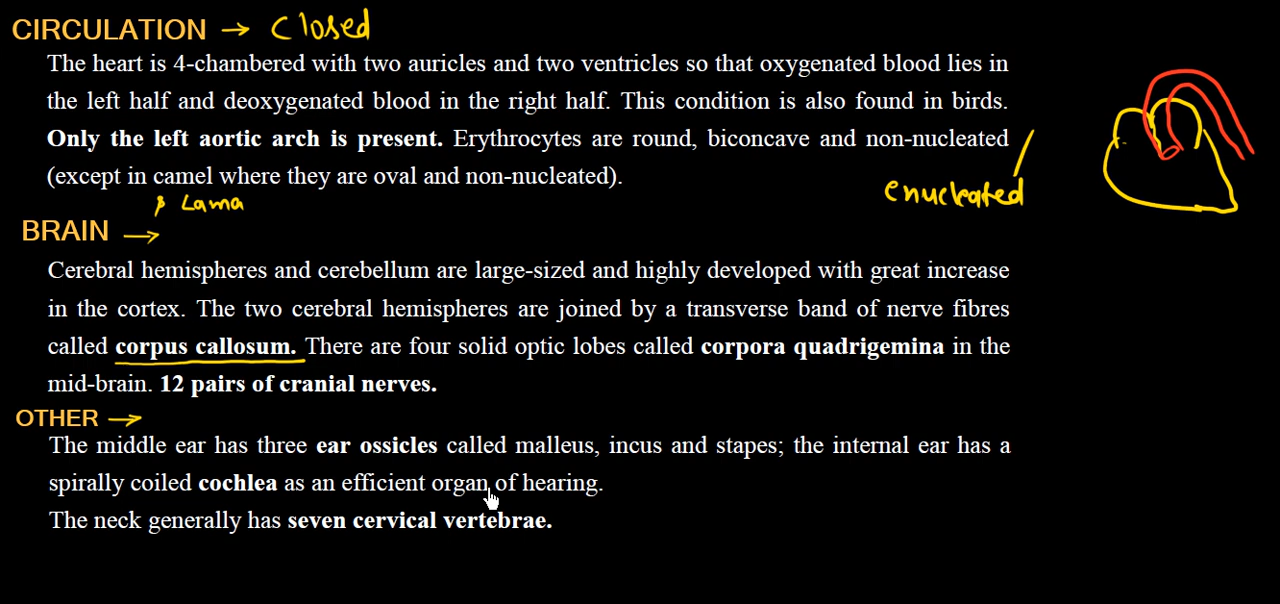 CIRCULATION → Closed
The heart is 4-chambered with two auricles and two ventricles so that oxygenated blood lies in
the left half and deoxygenated blood in the right half. This condition is also found in birds.
Only the left aortic arch is present. Erythrocytes are round, biconcave and non-nucleated
(except in camel where they are oval and non-nucleated).
enucleated
& Lama
BRAIN →
Cerebral hemispheres and cerebellum are large-sized and highly developed with great increase
in the cortex. The two cerebral hemispheres are joined by a transverse band of nerve fibres
called corpus callosum. There are four solid optic lobes called corpora quadrigemina in the
mid-brain. 12 pairs of cranial nerves.
OTHER →
The middle ear has three ear ossicles called malleus, incus and stapes; the internal ear has a
spirally coiled cochlea as an efficient organ of hearing.
The neck generally has seven cervical vertebrae.